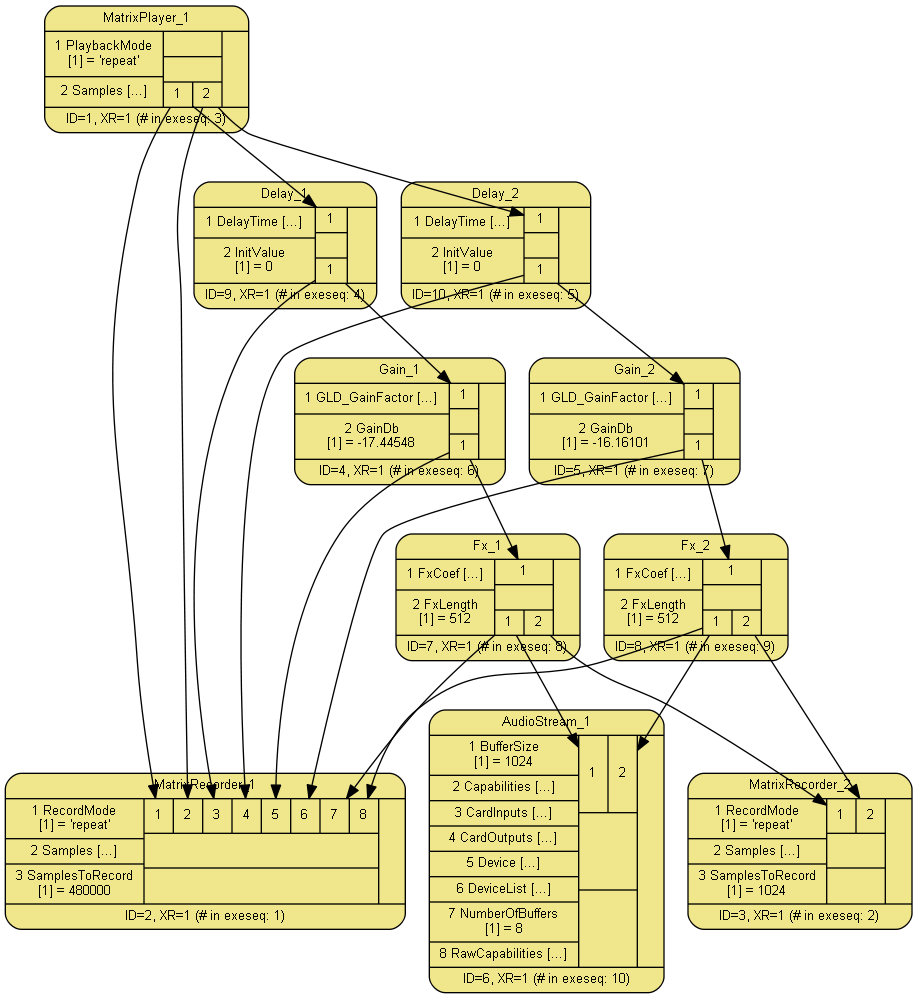 MatrixPlayer_1
1 PlaybackMode
[1] = 'repeat'
2 Samples [...]
1 2
ID=1, XR=1 (# in exeseq: 3)
Delay_1
1 DelayTime [...]
1
2 InitValue
[1] = 0
1
ID=9, XR=1 (# in exeseq: 4)
Delay_2
1 DelayTime [...]
1
2 InitValue
[1] = 0
1
ID=10, XR=1 (# in exeseq: 5)
Gain_1
1 GLD_GainFactor [...]
1
2 GainDb
[1] = -17.44548
1
ID=4, XR=1 (# in exeseq: 6)
Gain_2
1 GLD_GainFactor [...]
1
2 GainDb
[1] = -16.16101
1
ID=5, XR=1 (# in exeseq: 7)
Fx_1
1 FxCoef [...]
1
2 FxLength
[1] = 512
1 2
ID=7, XR=1 (# in exeseq: 8)
Fx_2
1 FxCoef [...]
1
2 FxLength
[1] = 512
1 2
ID=8, XR=1 (# in exeseq: 9)
MatrixRecorder_1
1 RecordMode
[1] = 'repeat'
1 2 3 4 5 6 7 8
2 Samples [...]
3 SamplesToRecord
[1] = 480000
ID=2, XR=1 (# in exeseq: 1)
AudioStream_1
1 BufferSize
[1] = 1024
1 2
2 Capabilities [...]
3 CardInputs [...]
4 CardOutputs [...]
5 Device [...]
6 DeviceList [...]
7 NumberOfBuffers
[1] = 8
8 RawCapabilities [...]
ID=6, XR=1 (# in exeseq: 10)
MatrixRecorder_2
1 RecordMode
[1] = 'repeat'
1 2
2 Samples [...]
3 SamplesToRecord
[1] = 1024
ID=3, XR=1 (# in exeseq: 2)